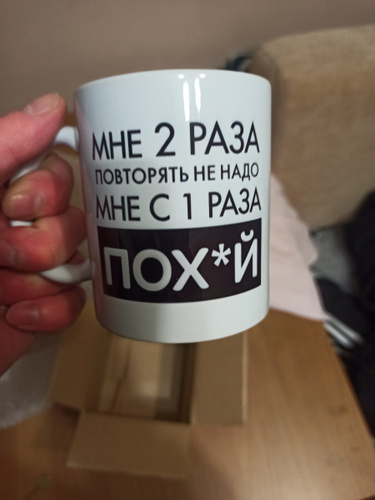 МНЕ 2 РАЗА
ПОВТОРЯТЬ НЕ НАДО
МНЕ С 1 РАЗА
ПОХ*Й